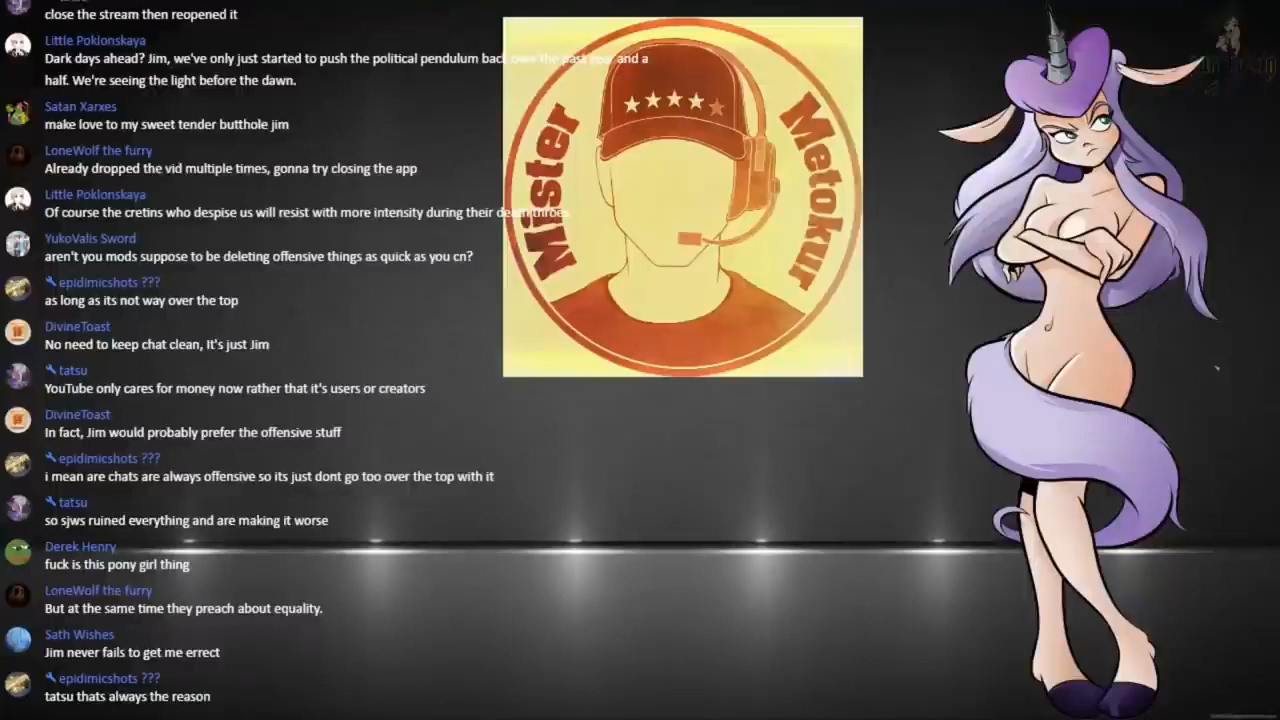 close the stream then reopened it
Little Poklonskaya
Dark days ahead? Jim, we've only just started to push the political pendulum back over the past year and a
half. We're seeing the light before the dawn.
Satan Xarxes
make love to my sweet tender butthole jim
LoneWolf the furry
Already dropped the vid multiple times, gonna try closing the app
Little Poklonskaya
Of course the cretins who despise us will resist with more intensity during their death throes.
YukoValis Sword
aren't you mods suppose to be deleting offensive things as quick as you cn?
epidimicshots ???
as long as its not way over the top
DivineToast
No need to keep chat clean, It's just Jim
tatsu
YouTube only cares for money now rather that it's users or creators
DivineToast
In fact, Jim would probably prefer the offensive stuff
epidimicshots ???
i mean are chats are always offensive so its just dont go too over the top with it
tatsu
so sjws ruined everything and are making it worse
Derek Henry
fuck is this pony girl thing
LoneWolf the furry
But at the same time they preach about equality.
Sath Wishes
Jim never fails to get me errect
epidimicshots ???
tatsu thats always the reason
Mister
Metokur